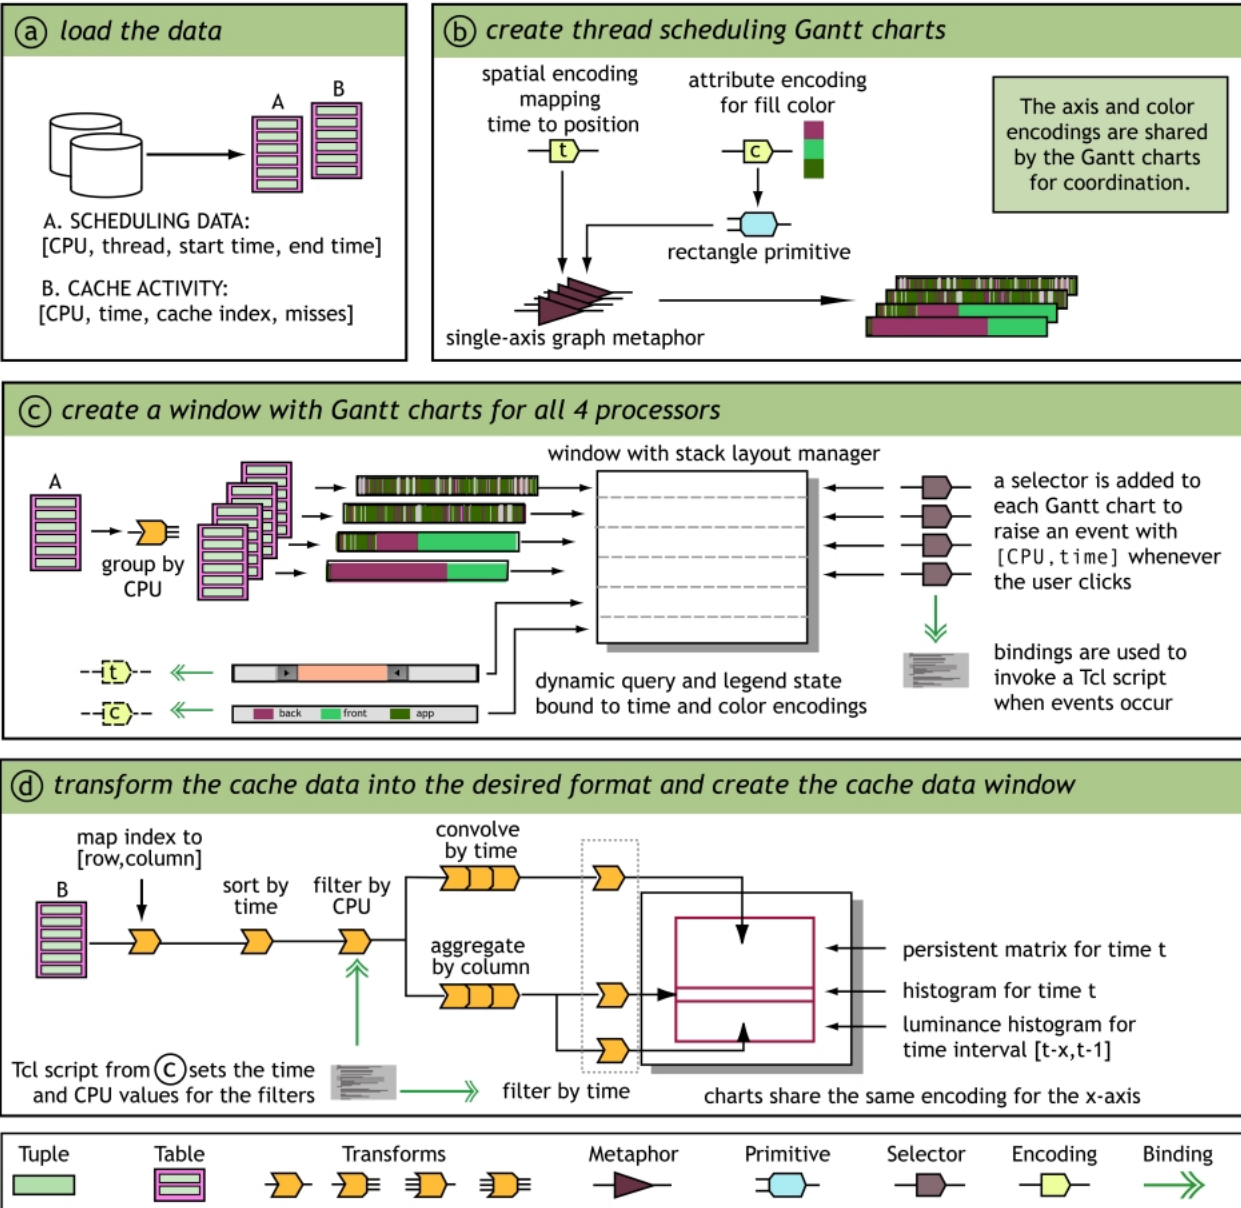 a load the data
A
B
A. SCHEDULING DATA:
[CPU, thread, start time, end time]
B. CACHE ACTIVITY:
[CPU, time, cache index, misses]
b create thread scheduling Gantt charts
spatial encoding
mapping
time to position
t
attribute encoding
for fill color
c
rectangle primitive
single-axis graph metaphor
The axis and color
encodings are shared
by the Gantt charts
for coordination.
c create a window with Gantt charts for all 4 processors
A
group by
CPU
window with stack layout manager
a selector is added to
each Gantt chart to
raise an event with
[CPU,time] whenever
the user clicks
t
c
back front app
dynamic query and legend state
bound to time and color encodings
bindings are used to
invoke a Tcl script
when events occur
d transform the cache data into the desired format and create the cache data window
map index to
[row,column]
B
sort by
time
filter by
CPU
convolve
by time
aggregate
by column
persistent matrix for time t
histogram for time t
luminance histogram for
time interval [t-x,t-1]
Tcl script from C sets the time
and CPU values for the filters
filter by time
charts share the same encoding for the x-axis
Tuple
Table
Transforms
Metaphor
Primitive
Selector
Encoding
Binding